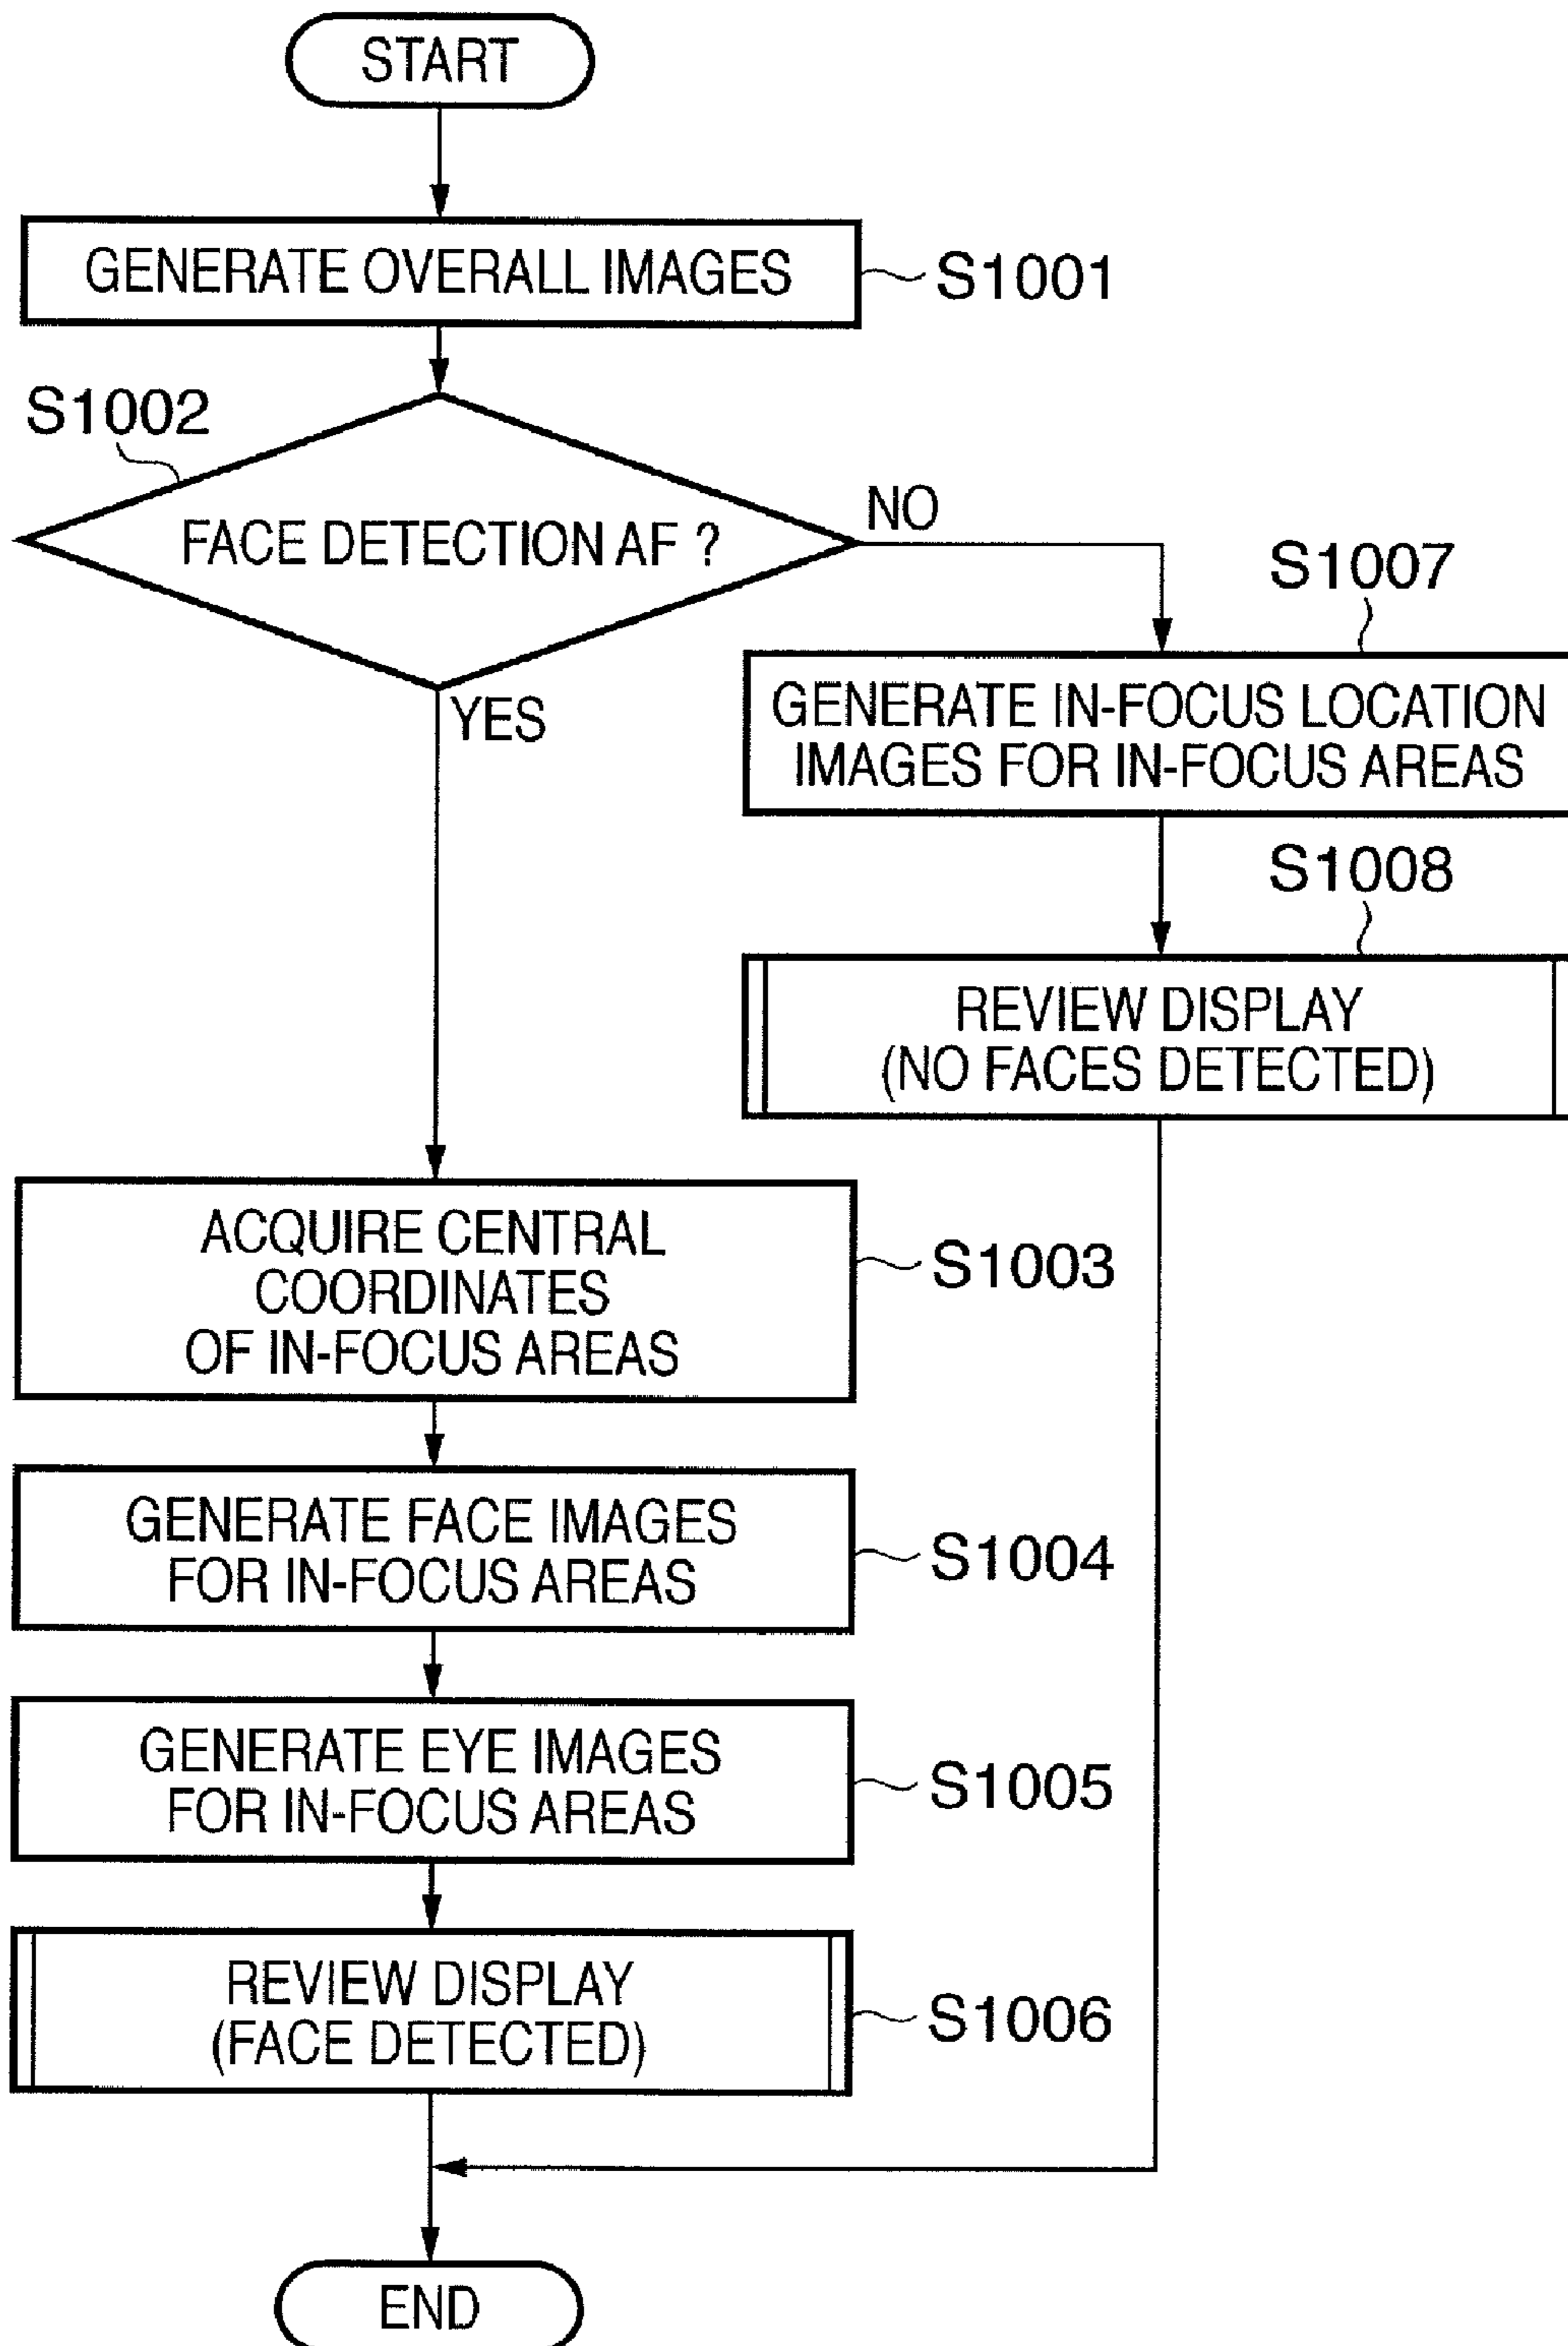 START
GENERATE OVERALL IMAGES
S1001
S1002
FACE DETECTION AF ?
NO
YES
S1007
GENERATE IN-FOCUS LOCATION
IMAGES FOR IN-FOCUS AREAS
S1008
REVIEW DISPLAY
(NO FACES DETECTED)
ACQUIRE CENTRAL
COORDINATES
OF IN-FOCUS AREAS
S1003
GENERATE FACE IMAGES
FOR IN-FOCUS AREAS
S1004
GENERATE EYE IMAGES
FOR IN-FOCUS AREAS
S1005
REVIEW DISPLAY
(FACE DETECTED)
S1006
END